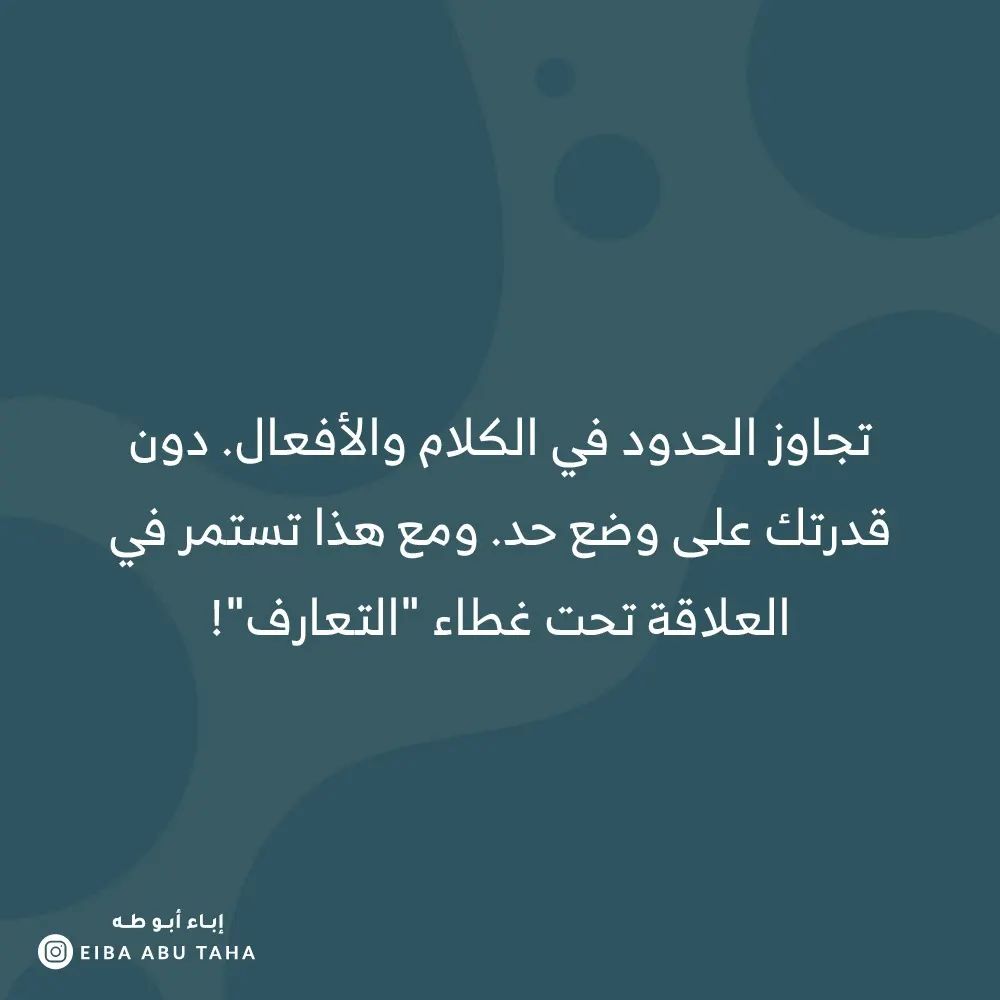 تجاوز الحدود في الكلام والأفعال. دون
قدرتك على وضع حد. ومع هذا تستمر في
العلاقة تحت غطاء "التعارف"!
إباء أبو طه
EIBA ABU TAHA